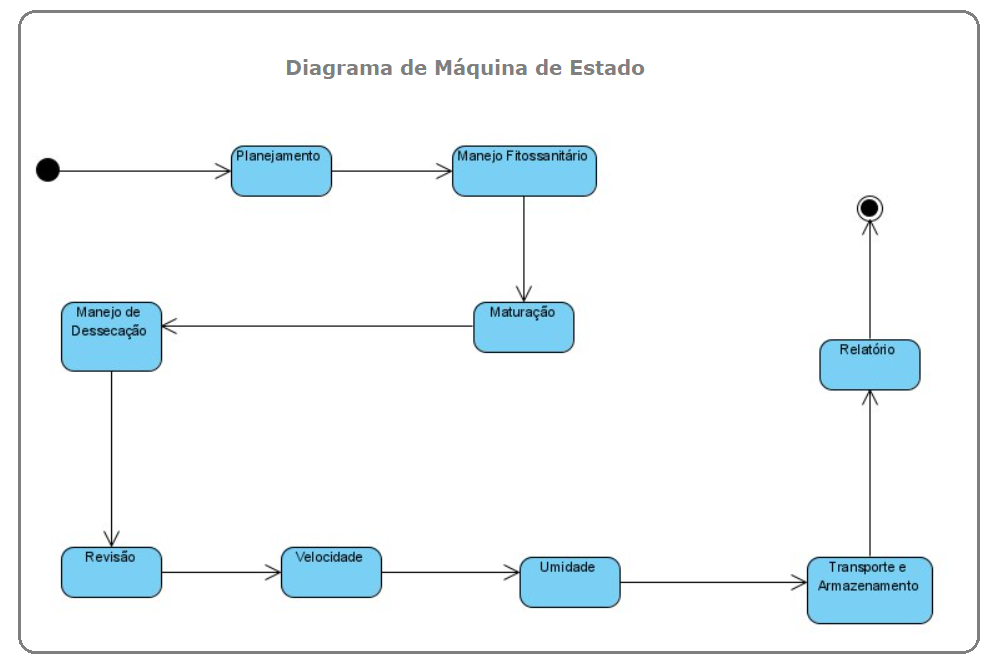 Diagrama de Máquina de Estado
Planejamento
Manejo Fitossanitário
Maturação
Manejo de
Dessecação
Revisão
Velocidade
Umidade
Transporte e
Armazenamento
Relatório